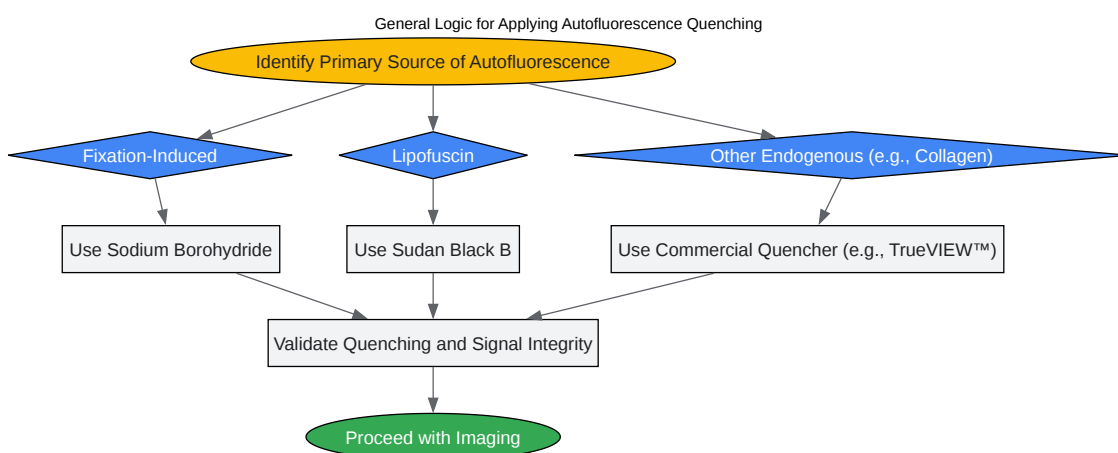 General Logic for Applying Autofluorescence Quenching
Identify Primary Source of Autofluorescence
Fixation-Induced
Lipofuscin
Other Endogenous (e.g., Collagen)
Use Sodium Borohydride
Use Sudan Black B
Use Commercial Quencher (e.g., TrueVIEW™)
Validate Quenching and Signal Integrity
Proceed with Imaging